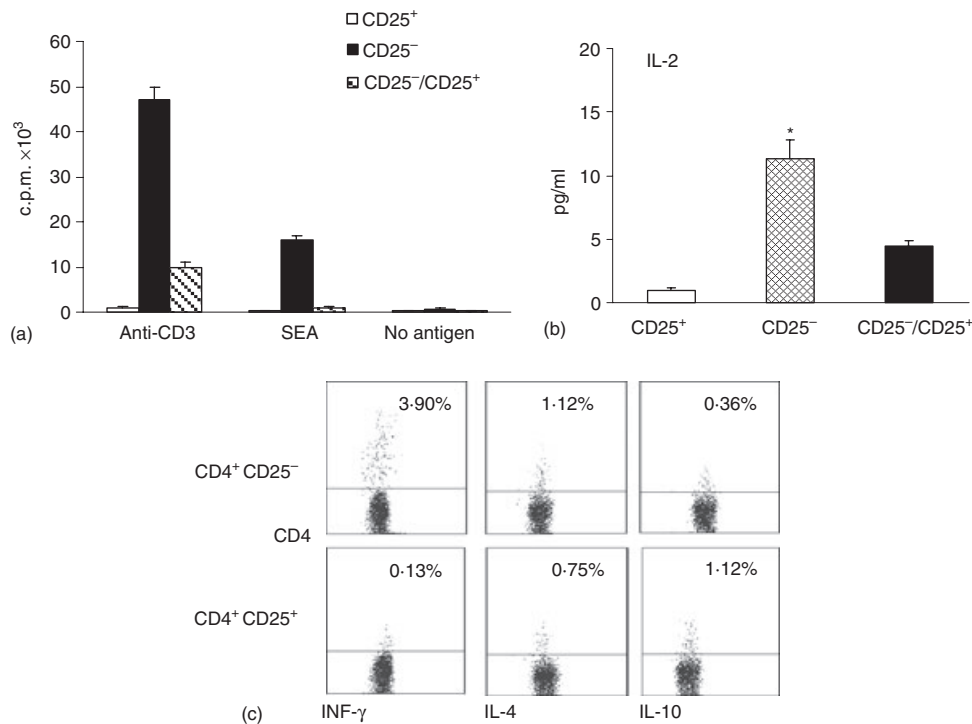 CD25⁺
CD25⁻
CD25⁻/CD25⁺
60
50
40
30
20
10
0
c.p.m. ×10³
Anti-CD3
SEA
No antigen
(a)
IL-2
20
15
10
5
0
pg/ml
*
CD25⁺
CD25⁻
CD25⁻/CD25⁺
(b)
3·90%
1·12%
0·36%
CD4⁺ CD25⁻
CD4
0·13%
0·75%
1·12%
CD4⁺ CD25⁺
(c)
INF-γ
IL-4
IL-10